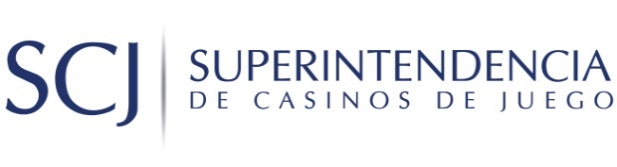 SCJ
SUPERINTENDENCIA
DE CASINOS DE JUEGO